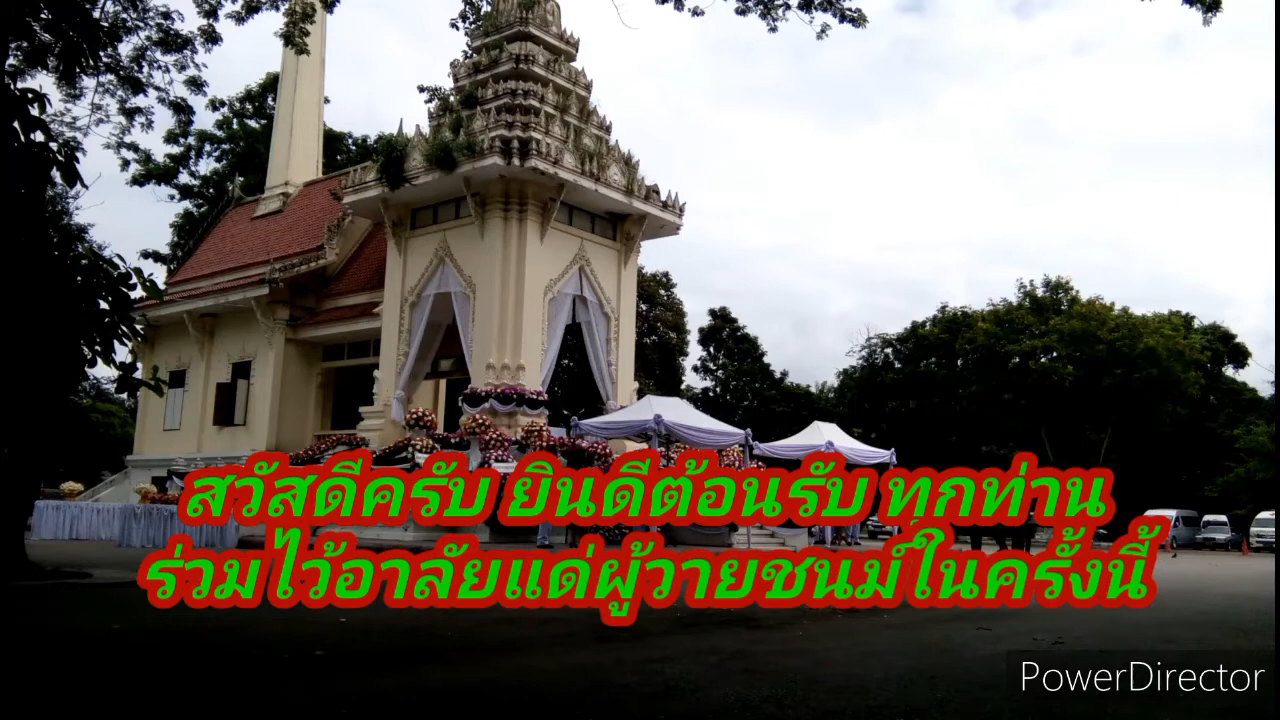 สวัสดีครับ ยินดีต้อนรับ ทุกท่าน
ร่วมไว้อาลัยแด่ผู้วายชนม์ในครั้งนี้
PowerDirector